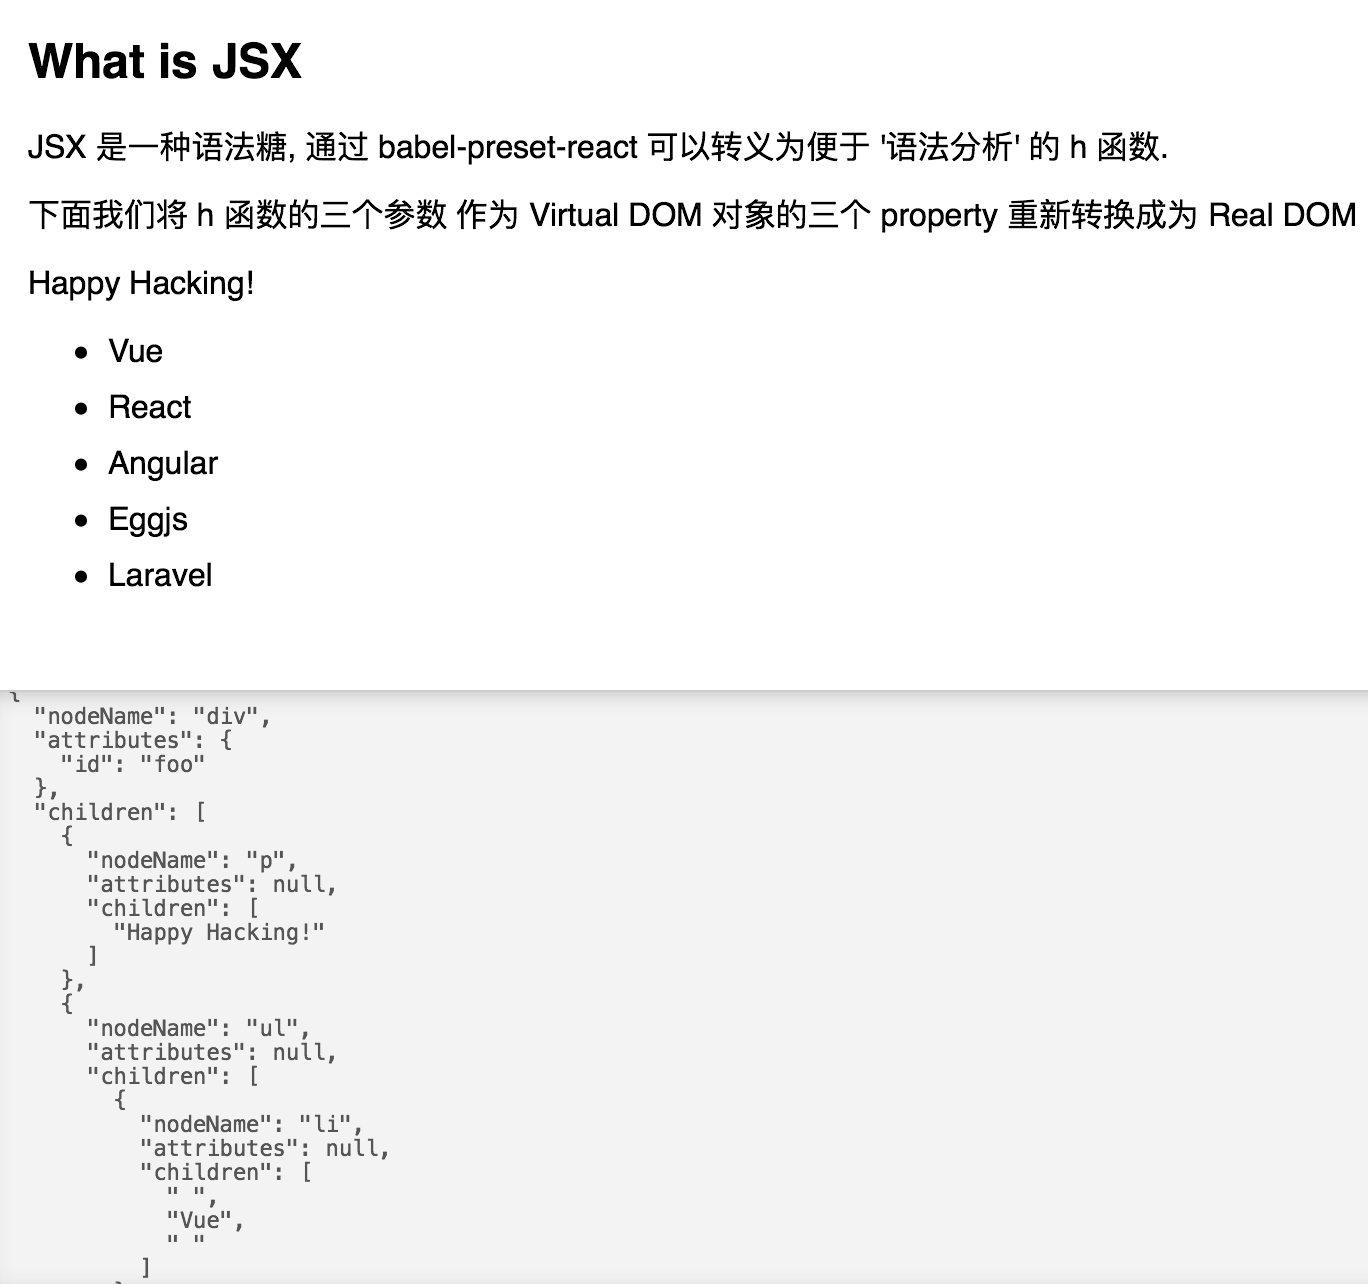 What is JSX
JSX 是一种语法糖, 通过 babel-preset-react 可以转义为便于 '语法分析' 的 h 函数.
下面我们将 h 函数的三个参数 作为 Virtual DOM 对象的三个 property 重新转换成为 Real DOM
Happy Hacking!
• Vue
• React
• Angular
• Eggjs
• Laravel
{
  "nodeName": "div",
  "attributes": {
    "id": "foo"
  },
  "children": [
    {
      "nodeName": "p",
      "attributes": null,
      "children": [
        "Happy Hacking!"
      ]
    },
    {
      "nodeName": "ul",
      "attributes": null,
      "children": [
        {
          "nodeName": "li",
          "attributes": null,
          "children": [
            " ",
            "Vue",
            " "
          ]